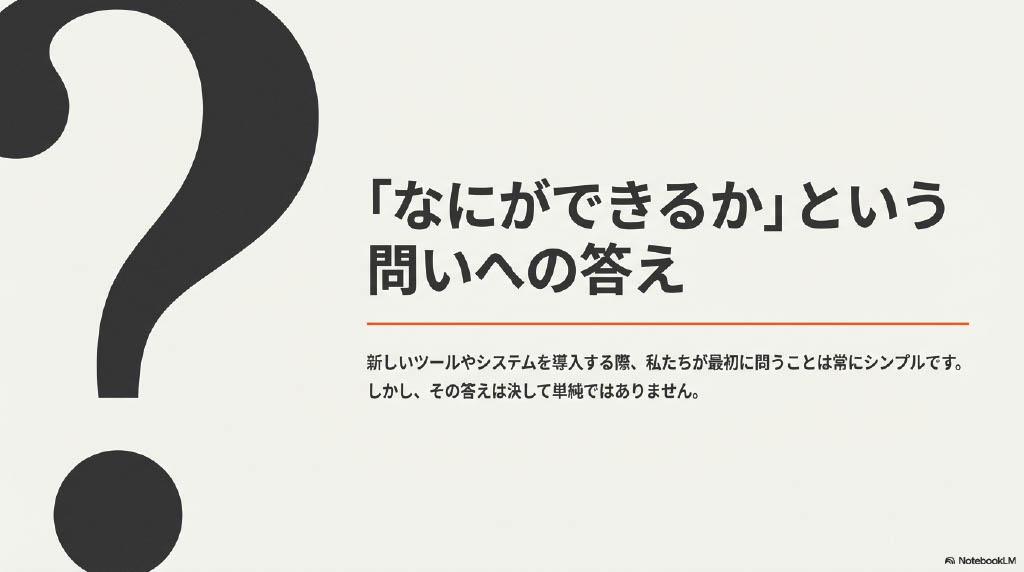 「なにができるか」という
問いへの答え
新しいツールやシステムを導入する際、私たちが最初に問うことは常にシンプルです。
しかし、その答えは決して単純ではありません。
NotebookLM